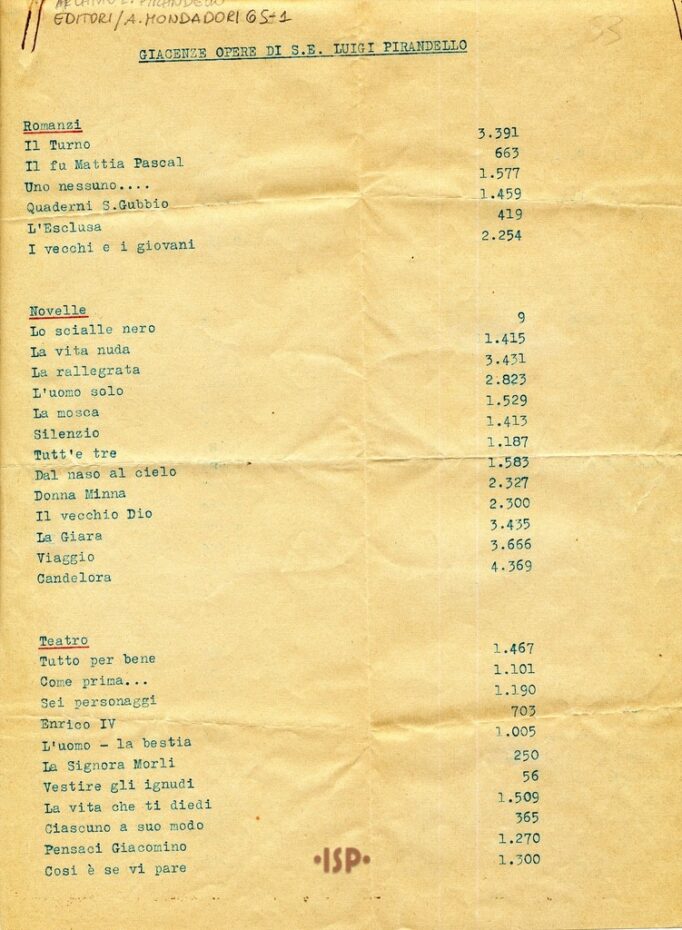 ARCHIVIO L. PIRANDELLO
EDITORI/A. MONDADORI GS-1
33
GIACENZE OPERE DI S.E. LUIGI PIRANDELLO
Romanzi
Il Turno 3.391
Il fu Mattia Pascal 663
Uno nessuno.... 1.577
Quaderni S.Gubbio 1.459
L'Esclusa 419
I vecchi e i giovani 2.254
Novelle
Lo scialle nero 9
La vita nuda 1.415
La rallegrata 3.431
L'uomo solo 2.823
La mosca 1.529
Silenzio 1.413
Tutt'e tre 1.187
Dal naso al cielo 1.583
Donna Minna 2.327
Il vecchio Dio 2.300
La Giara 3.435
Viaggio 3.666
Candelora 4.369
Teatro
Tutto per bene 1.467
Come prima... 1.101
Sei personaggi 1.190
Enrico IV 703
L'uomo - la bestia 1.005
La Signora Morli 250
Vestire gli ignudi 56
La vita che ti diedi 1.509
Ciascuno a suo modo 365
Pensaci Giacomino 1.270
Cosi è se vi pare 1.300
•ISP•